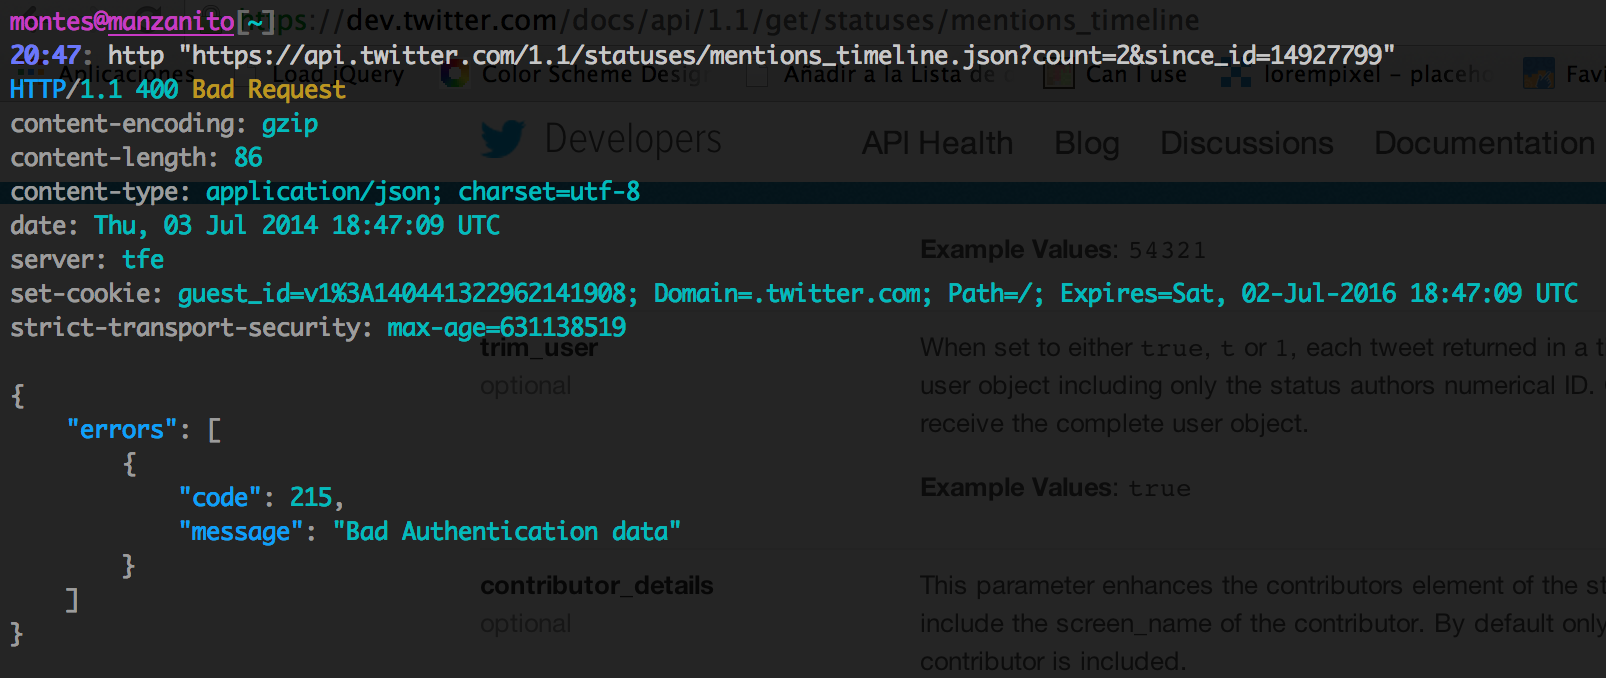 montes@manzanito[~]
https://dev.twitter.com/docs/api/1.1/get/statuses/mentions_timeline
20:47: http "https://api.twitter.com/1.1/statuses/mentions_timeline.json?count=2&since_id=14927799"
Aplicaciones Load jQuery Color Scheme Desig Añadir a la Lista de Can I use lorempixel - placeho Favi
HTTP/1.1 400 Bad Request
content-encoding: gzip
Developers API Health Blog Discussions Documentation
content-length: 86
content-type: application/json; charset=utf-8
date: Thu, 03 Jul 2014 18:47:09 UTC
Example Values: 54321
server: tfe
set-cookie: guest_id=v1%3A140441322962141908; Domain=.twitter.com; Path=/; Expires=Sat, 02-Jul-2016 18:47:09 UTC
strict-transport-security: max-age=631138519
trim_user When set to either true, t or 1, each tweet returned in a t
optional user object including only the status authors numerical ID.
receive the complete user object.
{
"errors": [
{
Example Values: true
"code": 215,
"message": "Bad Authentication data"
}
contributor_details This parameter enhances the contributors element of the st
]
optional include the screen_name of the contributor. By default only
}
contributor is included.